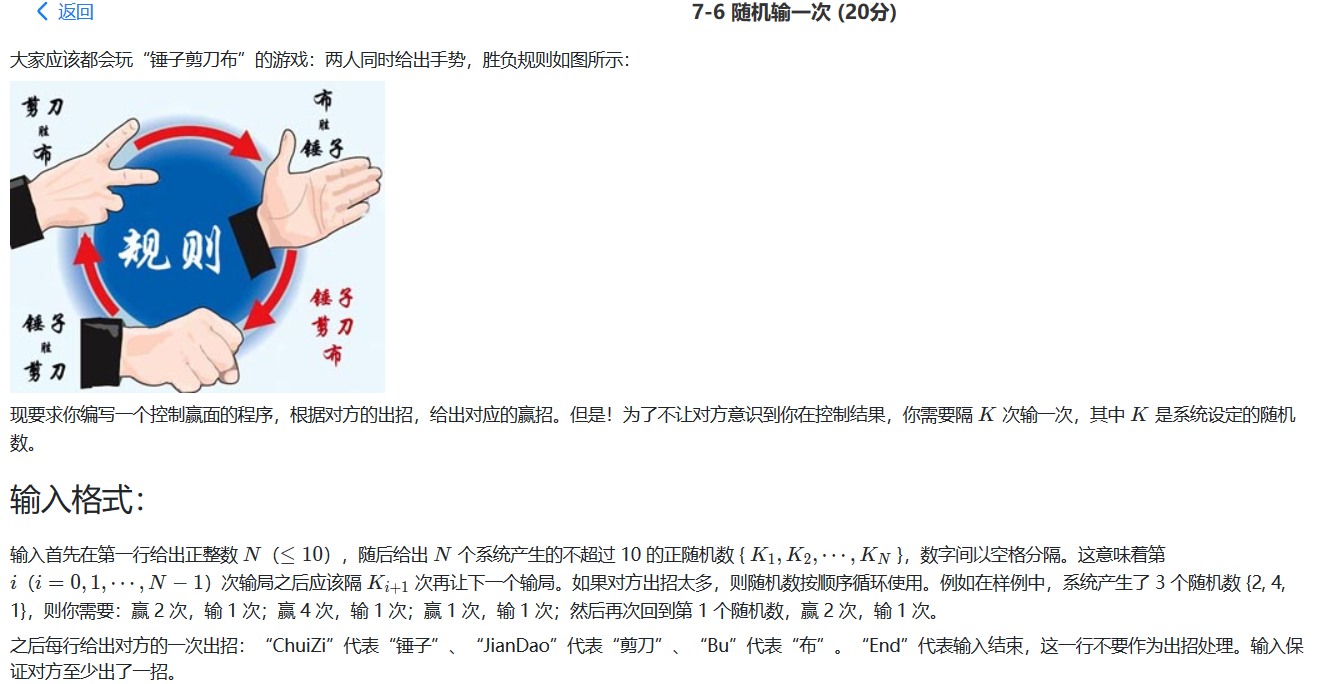 返回
7-6 随机输一次 (20分)
大家应该都会玩“锤子剪刀布”的游戏：两人同时给出手势，胜负规则如图所示：
剪刀
胜
布
布
胜
锤子
规则
锤子
胜
剪刀
锤子
剪刀
布
现要求你编写一个控制赢面的程序，根据对方的出招，给出对应的赢招。但是！为了不让对方意识到你在控制结果，你需要隔 K 次输一次，其中 K 是系统设定的随机
数。
输入格式：
输入首先在第一行给出正整数 N（≤ 10），随后给出 N 个系统产生的不超过 10 的正随机数 { K₁, K₂, ⋯ , K_N }，数字间以空格分隔。这意味着第
i（i = 0, 1, ⋯ , N − 1）次输局之后应该隔 K_{i+1} 次再让下一个输局。如果对方出招太多，则随机数按顺序循环使用。例如在样例中，系统产生了 3 个随机数 {2, 4,
1}，则你需要：赢 2 次，输 1 次；赢 4 次，输 1 次；赢 1 次，输 1 次；然后再次回到第 1 个随机数，赢 2 次，输 1 次。
之后每行给出对方的一次出招：“ChuiZi”代表“锤子”、“JianDao”代表“剪刀”、“Bu”代表“布”。“End”代表输入结束，这一行不要作为出招处理。输入保
证对方至少出了一招。